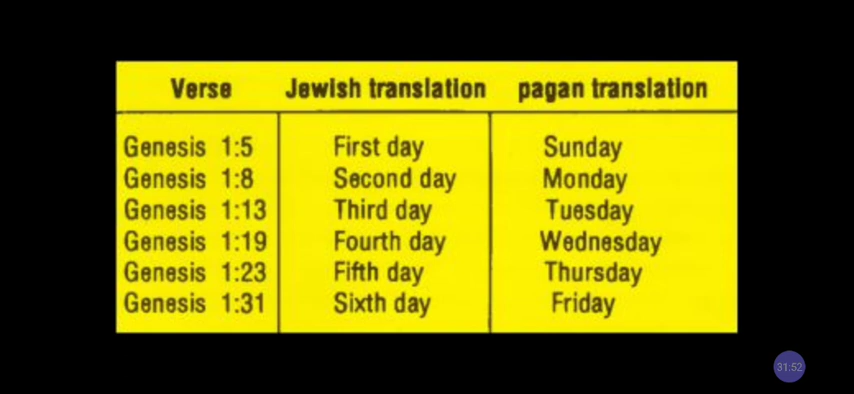 Verse Jewish translation pagan translation
Genesis 1:5 First day Sunday
Genesis 1:8 Second day Monday
Genesis 1:13 Third day Tuesday
Genesis 1:19 Fourth day Wednesday
Genesis 1:23 Fifth day Thursday
Genesis 1:31 Sixth day Friday
31:52